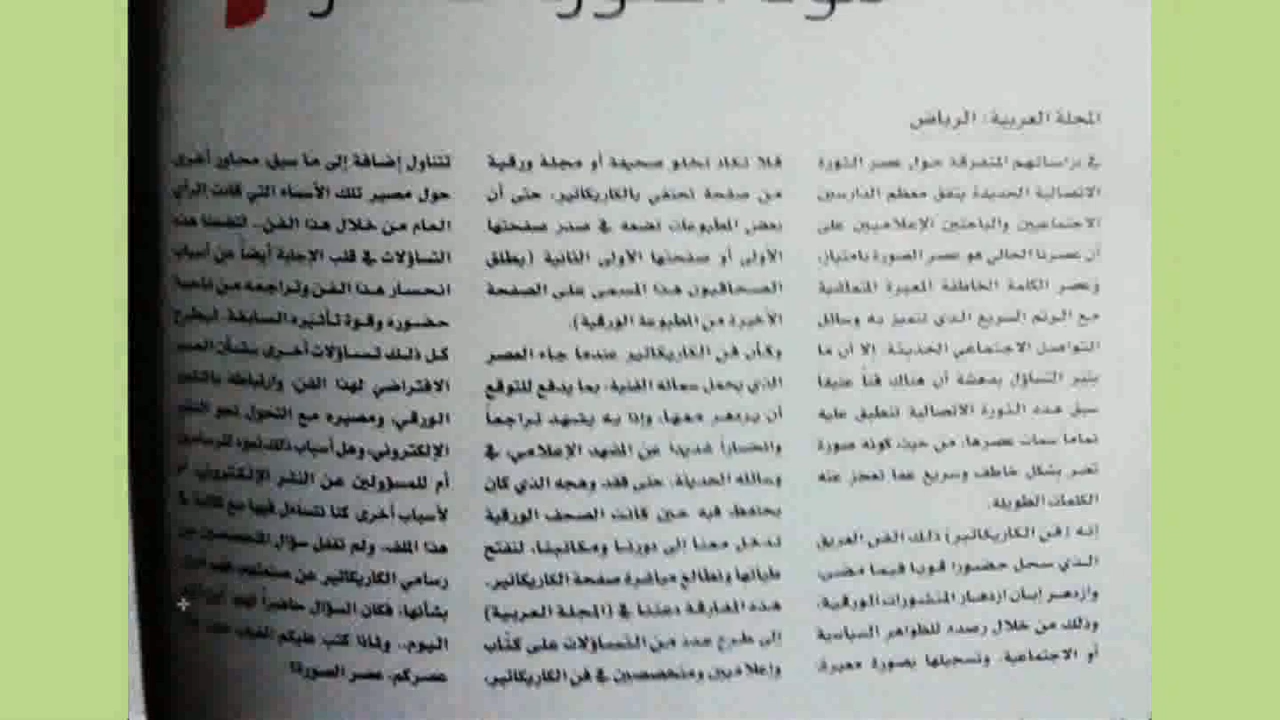 المجلة العربية: الرياض
في دراساتهم المتفرقة حول عصر الثورة
الاتصالية الجديدة يتفق معظم الدارسين
الاجتماعيين والباحثين الإعلاميين على
أن عصرنا الحالي هو عصر الصورة بامتياز،
وعصر الكلمة الخاطفة المعبرة المتماشية
مع الرتم السريع الذي تتميز به وسائل
التواصل الاجتماعي الحديثة. إلا أن ما
يثير التساؤل بدهشة أن هناك فناً عتيقاً
سبق هذه الثورة الاتصالية تنطبق عليه
تماماً سمات عصرها، من حيث كونه صورة
تعبر بشكل خاطف وسريع عما تعجز عنه
الكلمات الطويلة.
إنه (فن الكاريكاتير) ذلك الفن العريق
الذي سجل حضوراً قوياً فيما مضى،
وازدهر إبان ازدهار المنشورات الورقية،
وذلك من خلال رصده للظواهر السياسية
أو الاجتماعية، وتسجيلها بصورة معبرة،
فلا تكاد تخلو صحيفة أو مجلة ورقية
من صفحة تحتفي بالكاريكاتير، حتى أن
بعض المطبوعات تضعه في صدر صفحتها
الأولى أو صفحتها الأولى الثانية (يطلق
الصحافيون هذا المسمى على الصفحة
الأخيرة من المطبوعة الورقية).
وكأن فن الكاريكاتير عندما جاء العصر
الذي يحمل سماته الفنية، بما يدفع للتوقع
أن يزدهر معها، وإذا به يشهد تراجعاً
وانحساراً شديداً عن المشهد الإعلامي، في
وسائله الحديثة، حتى فقد وهجه الذي كان
يحتفظ فيه حين كانت الصحف الورقية
تدخل معنا إلى دورنا ومكاتبنا، لنفتح
طياتها ونطالع مباشرة صفحة الكاريكاتير.
هذه المفارقة دعتنا في (المجلة العربية)
إلى طرح عدد من التساؤلات على كتّاب
وإعلاميين ومتخصصين في فن الكاريكاتير،
تتناول إضافة إلى ما سبق، محاور أخرى
حول مصير تلك الأسماء التي قادت الرأي
العام من خلال هذا الفن.. لتضعنا هذه
التساؤلات في قلب الإجابة أيضاً عن أسباب
انحسار هذا الفن وتراجعه من ناحية
حضوره وقوة تأثيره السابقة. ليطرح
كل ذلك تساؤلات أخرى بشأن العمر
الافتراضي لهذا الفن، وارتباطه بالنشر
الورقي، ومصيره مع التحول نحو النشر
الإلكتروني، وهل أسباب ذلك تعود للرسامين
أم للمسؤولين عن النشر الإلكتروني، أم
لأسباب أخرى كنا نتساءل فيها مع كتابنا في
هذا الملف. ولم نغفل سؤال المتخصصين من
رسامي الكاريكاتير عن
بشأنها، فكان السؤال حاضراً لهم:
اليوم.. ولماذا كتب عليكم الغياب
عصركم، عصر الصورة؟